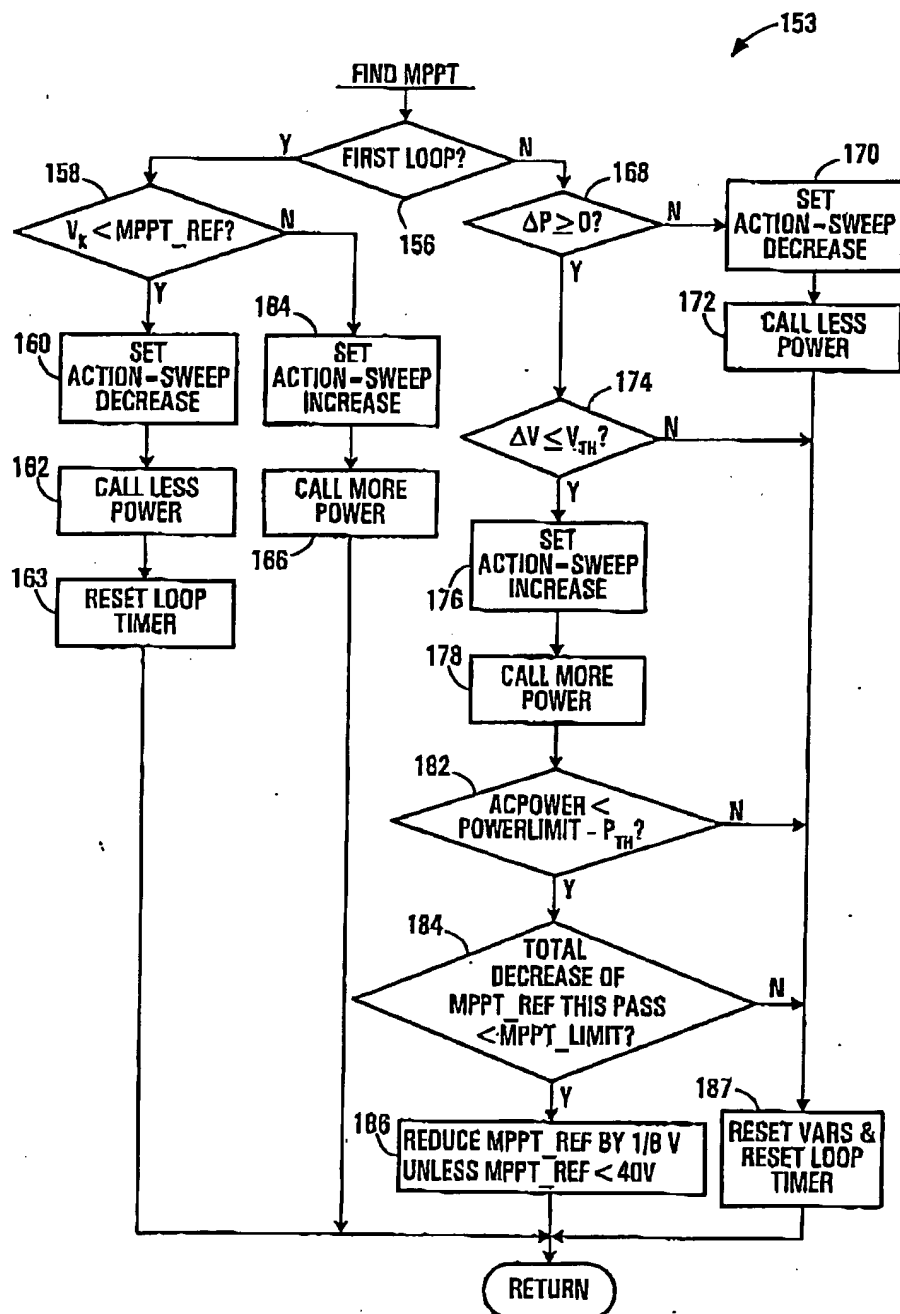 153
FIND MPPT
Y
FIRST LOOP?
N
156
158
V_K < MPPT_REF?
N
Y
168
ΔP ≥ 0?
N
Y
170
SET
ACTION-SWEEP
DECREASE
172
CALL LESS
POWER
160
SET
ACTION-SWEEP
DECREASE
164
SET
ACTION-SWEEP
INCREASE
174
ΔV ≤ V_TH?
N
Y
162
CALL LESS
POWER
CALL MORE
POWER
166
163
RESET LOOP
TIMER
SET
ACTION-SWEEP
INCREASE
176
178
CALL MORE
POWER
182
ACPOWER <
POWERLIMIT - P_TH?
N
Y
184
TOTAL
DECREASE OF
MPPT_REF THIS PASS
< MPPT_LIMIT?
N
Y
186
REDUCE MPPT_REF BY 1/8 V
UNLESS MPPT_REF < 40V
187
RESET VARS &
RESET LOOP
TIMER
RETURN